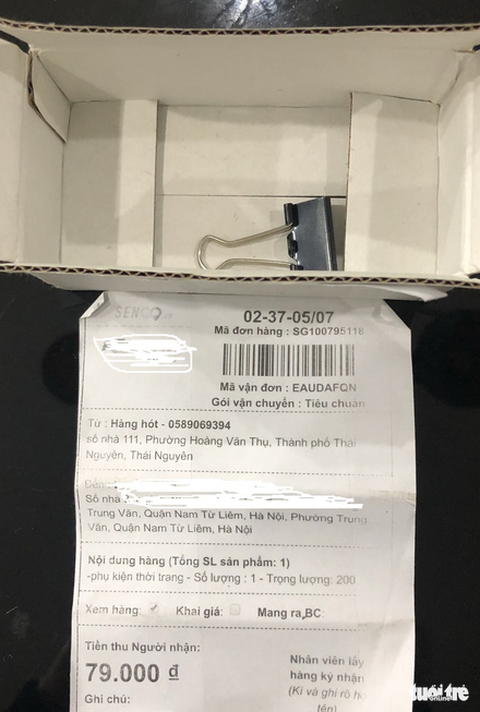 SENCO.vn
02-37-05/07
Mã đơn hàng : SG100795118
Mã vận đơn : EAUDAFQN
Gói vận chuyển : Tiêu chuẩn
Từ : Hàng hót - 0589069394
số nhà 111, Phường Hoàng Văn Thụ, Thành phố Thái
Nguyên, Thái Nguyên
Số nhà
Trung Văn, Quận Nam Từ Liêm, Hà Nội, Phường Trung
Văn, Quận Nam Từ Liêm, Hà Nội
Nội dung hàng (Tổng SL sản phẩm: 1)
-phụ kiện thời trang - Số lượng : 1 - Trọng lượng: 200
Xem hàng: Khai giá: Mang ra BC:
Tiền thu Người nhận:
79.000 đ
Ghi chú:
Nhân viên lấy
hàng ký nhận
(Kí và ghi rõ họ
tên)
tuổi trẻ
online